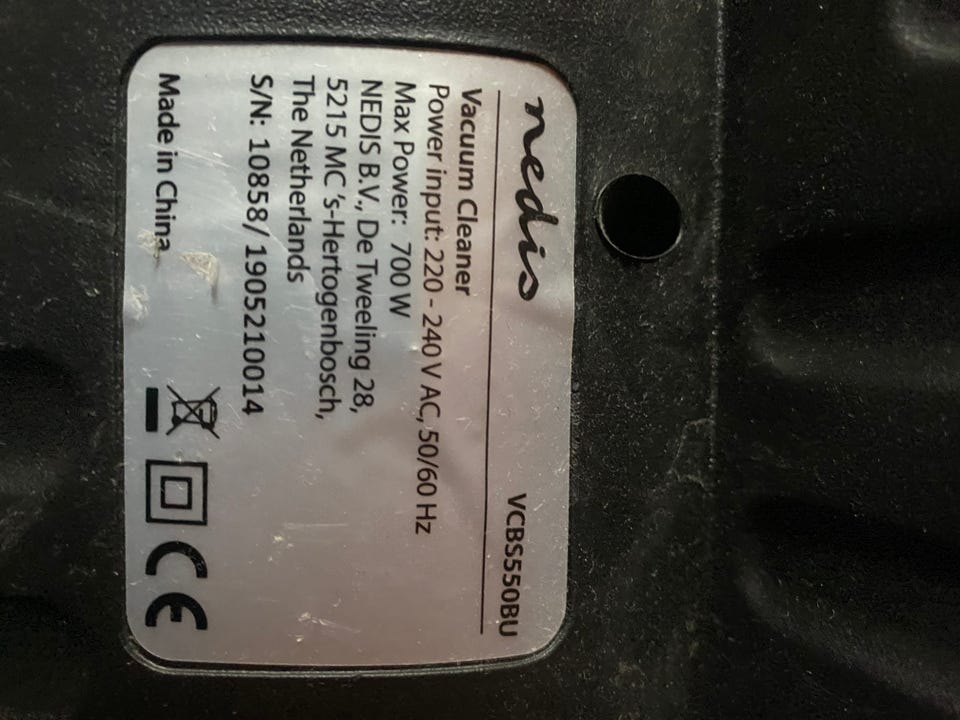 nedis
VCBS550BU
Vacuum Cleaner
Power input: 220 - 240 V AC, 50/60 Hz
Max Power: 700 W
NEDIS B.V., De Tweeling 28,
5215 MC 's-Hertogenbosch,
The Netherlands
S/N: 10858/ 1905210014
Made in China
CE